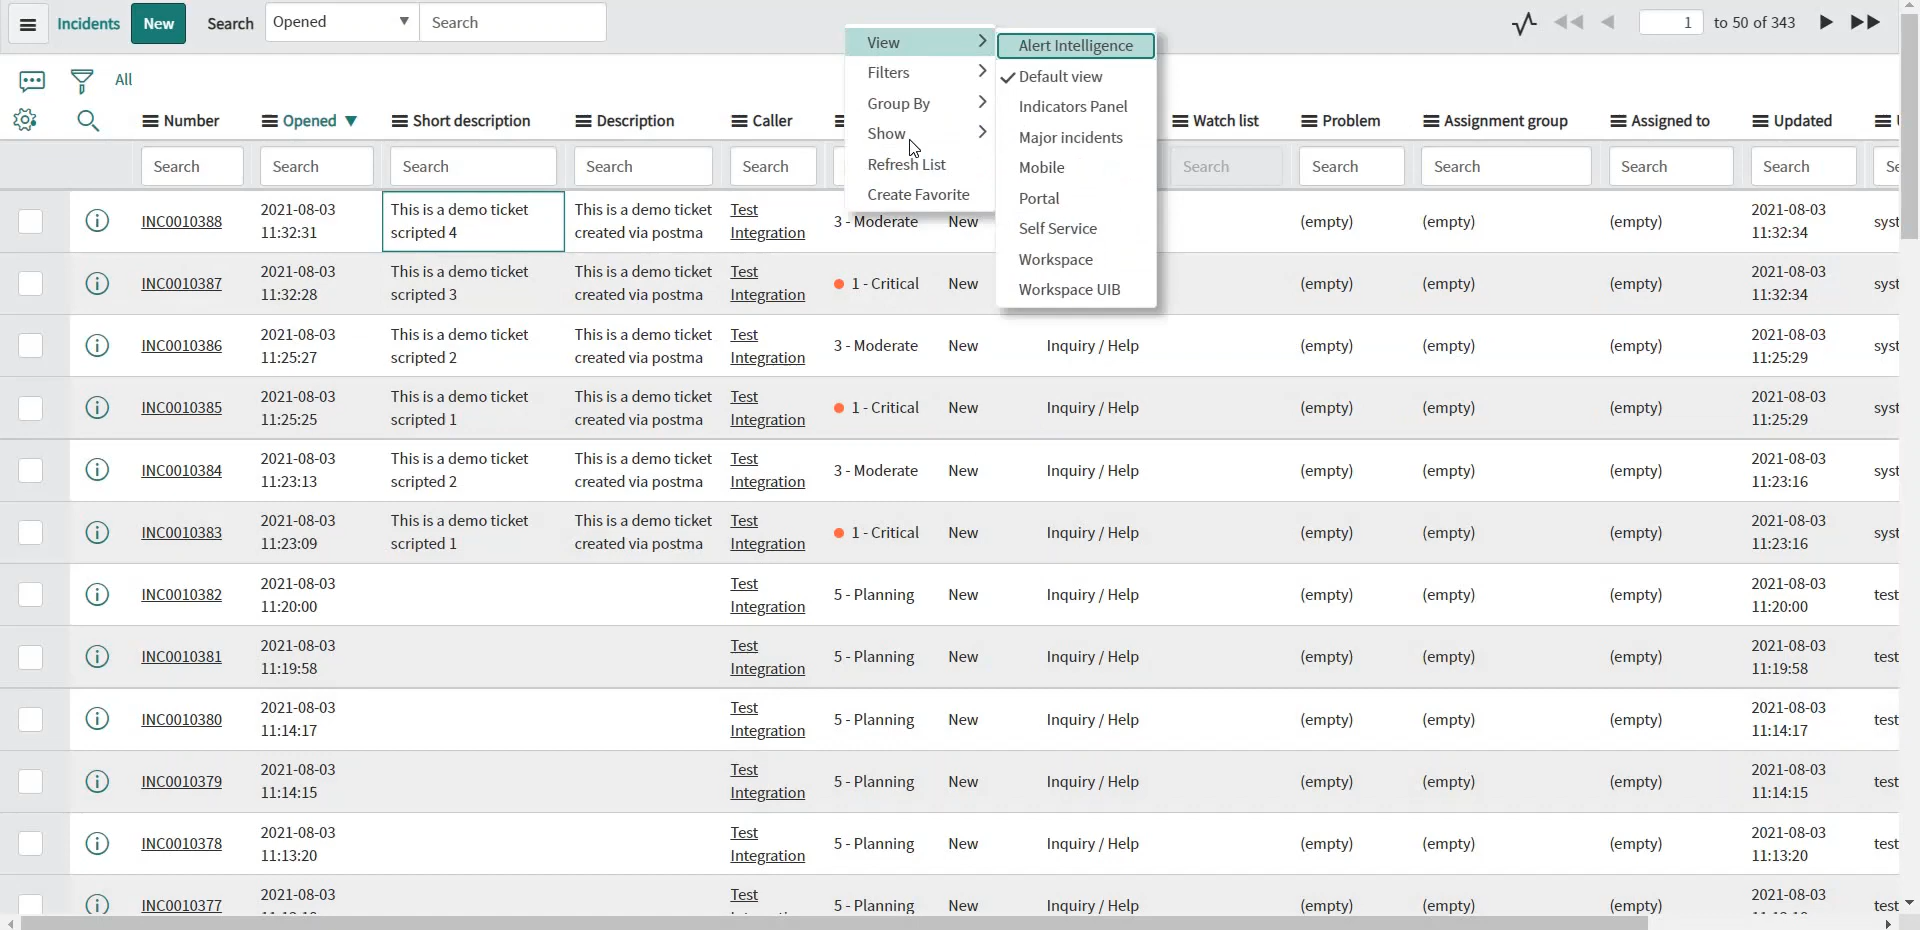 Incidents New Search Opened Search 1 to 50 of 343
All
Number Opened Short description Description Caller Watch list Problem Assignment group Assigned to Updated
Search Search Search Search Search Search Search Search Search Search
View
Filters
Group By
Show
Refresh List
Create Favorite
Alert Intelligence
Default view
Indicators Panel
Major incidents
Mobile
Portal
Self Service
Workspace
Workspace UIB
INC0010388 2021-08-03 This is a demo ticket This is a demo ticket Test 3 - Moderate New (empty) (empty) (empty) 2021-08-03 syst
11:32:31 scripted 4 created via postma Integration 11:32:34
INC0010387 2021-08-03 This is a demo ticket This is a demo ticket Test 1 - Critical New (empty) (empty) (empty) 2021-08-03 syst
11:32:28 scripted 3 created via postma Integration 11:32:34
INC0010386 2021-08-03 This is a demo ticket This is a demo ticket Test 3 - Moderate New Inquiry / Help (empty) (empty) (empty) 2021-08-03 syst
11:25:27 scripted 2 created via postma Integration 11:25:29
INC0010385 2021-08-03 This is a demo ticket This is a demo ticket Test 1 - Critical New Inquiry / Help (empty) (empty) (empty) 2021-08-03 syst
11:25:25 scripted 1 created via postma Integration 11:25:29
INC0010384 2021-08-03 This is a demo ticket This is a demo ticket Test 3 - Moderate New Inquiry / Help (empty) (empty) (empty) 2021-08-03 syst
11:23:13 scripted 2 created via postma Integration 11:23:16
INC0010383 2021-08-03 This is a demo ticket This is a demo ticket Test 1 - Critical New Inquiry / Help (empty) (empty) (empty) 2021-08-03 syst
11:23:09 scripted 1 created via postma Integration 11:23:16
INC0010382 2021-08-03 Test 5 - Planning New Inquiry / Help (empty) (empty) (empty) 2021-08-03 test
11:20:00 Integration 11:20:00
INC0010381 2021-08-03 Test 5 - Planning New Inquiry / Help (empty) (empty) (empty) 2021-08-03 test
11:19:58 Integration 11:19:58
INC0010380 2021-08-03 Test 5 - Planning New Inquiry / Help (empty) (empty) (empty) 2021-08-03 test
11:14:17 Integration 11:14:17
INC0010379 2021-08-03 Test 5 - Planning New Inquiry / Help (empty) (empty) (empty) 2021-08-03 test
11:14:15 Integration 11:14:15
INC0010378 2021-08-03 Test 5 - Planning New Inquiry / Help (empty) (empty) (empty) 2021-08-03 test
11:13:20 Integration 11:13:20
INC0010377 2021-08-03 Test 5 - Planning New Inquiry / Help (empty) (empty) (empty) 2021-08-03 test